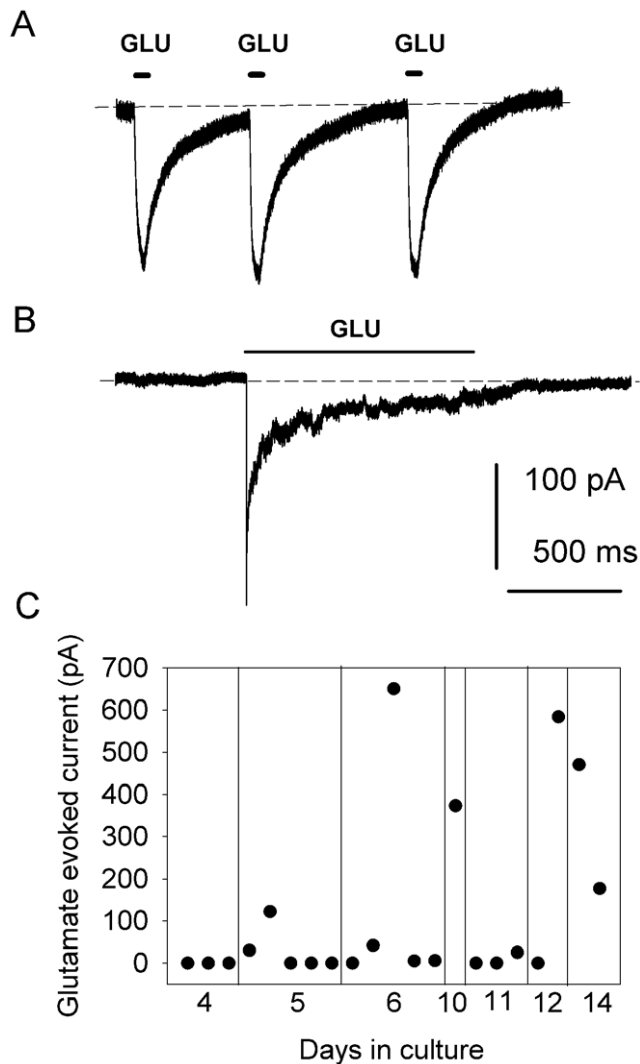 A
GLU GLU GLU
B
GLU
100 pA
500 ms
C
Glutamate evoked current (pA)
700
600
500
400
300
200
100
0
4 5 6 10 11 12 14
Days in culture